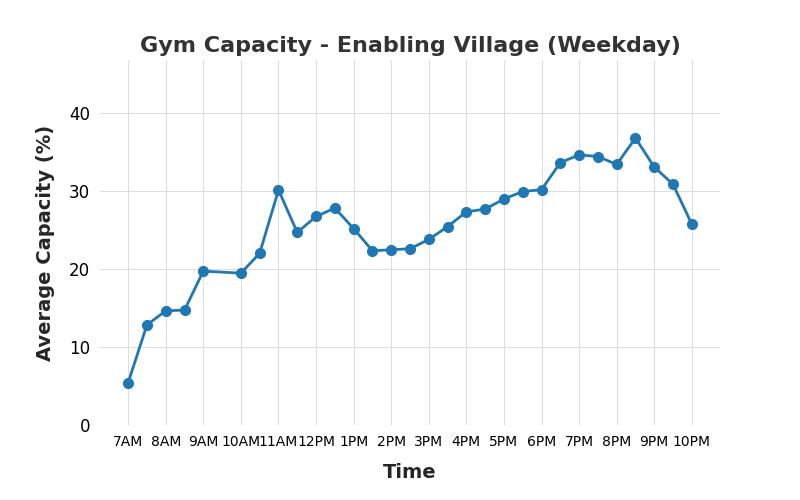 Gym Capacity - Enabling Village (Weekday)
Average Capacity (%)
40
30
20
10
0
7AM 8AM 9AM 10AM 11AM 12PM 1PM 2PM 3PM 4PM 5PM 6PM 7PM 8PM 9PM 10PM
Time